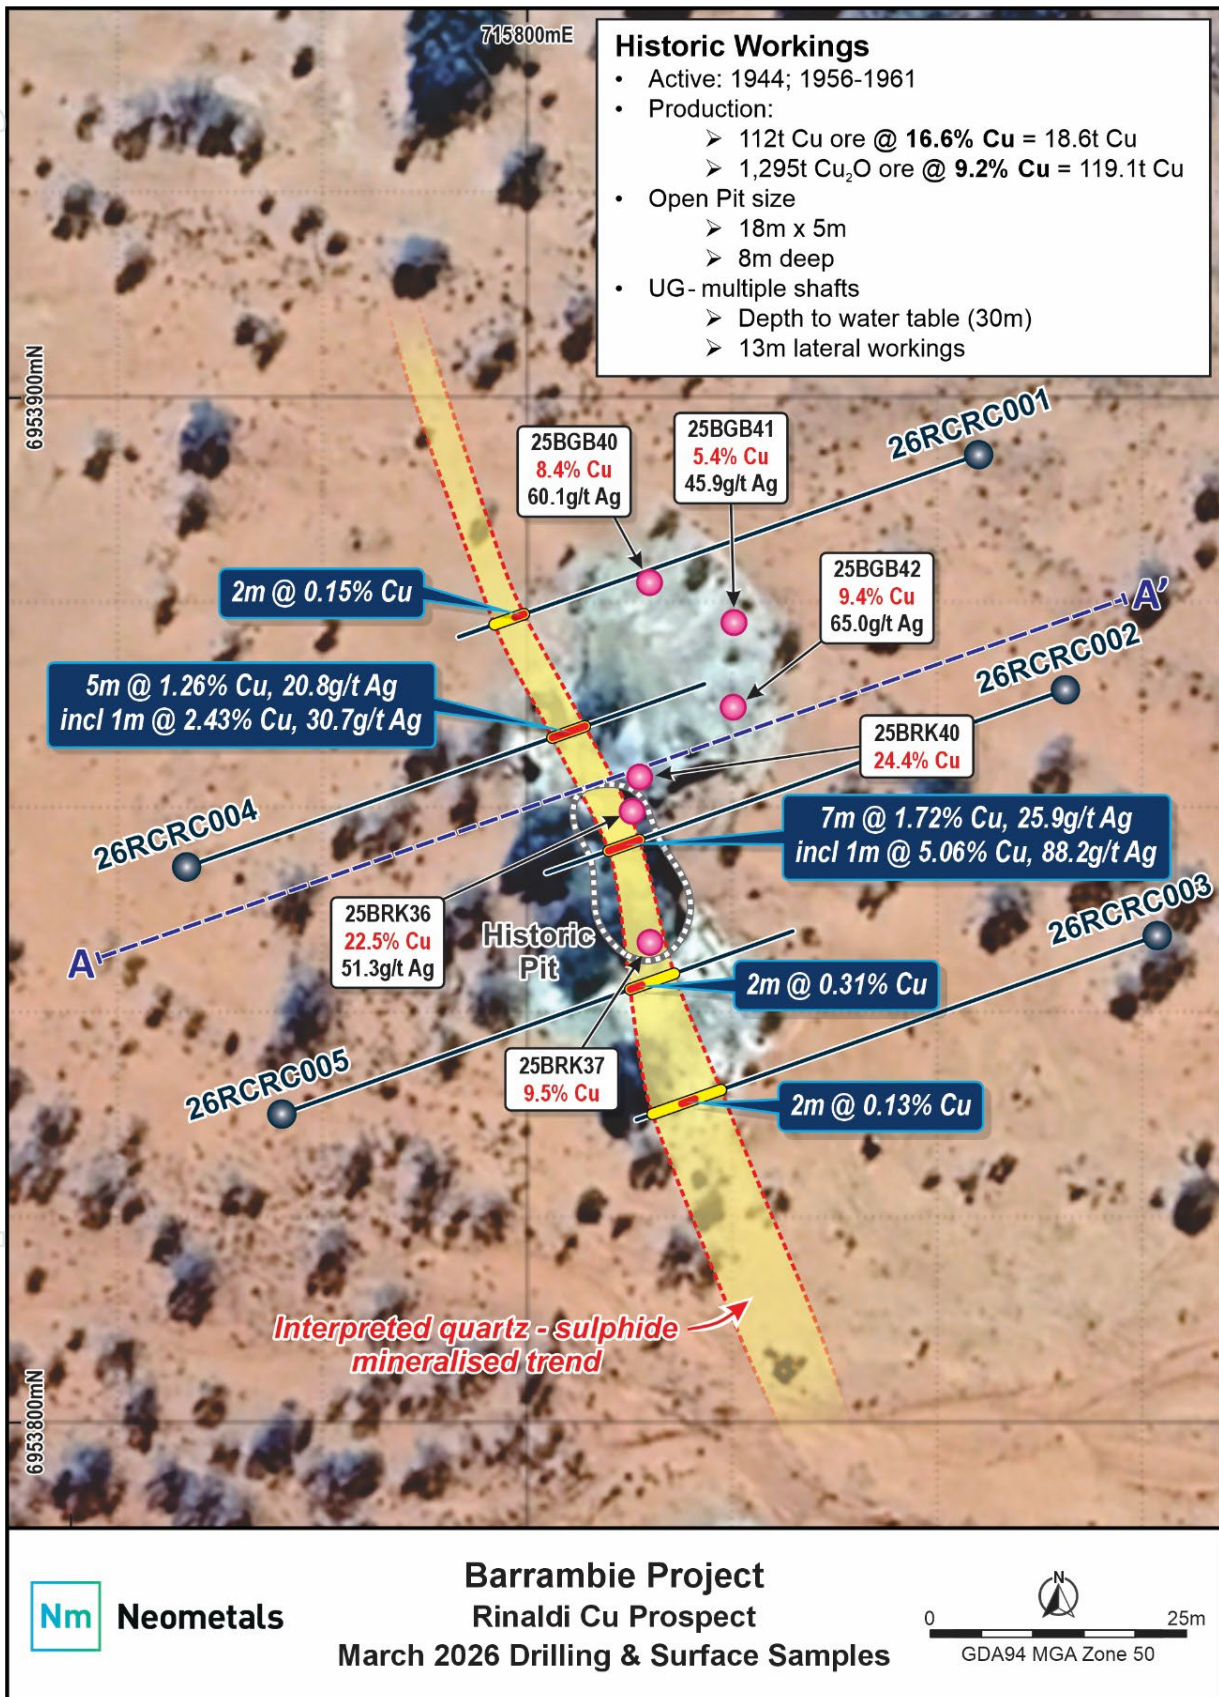 715800mE
Historic Workings
• Active: 1944; 1956-1961
• Production:
➢ 112t Cu ore @ 16.6% Cu = 18.6t Cu
➢ 1,295t Cu₂O ore @ 9.2% Cu = 119.1t Cu
• Open Pit size
➢ 18m x 5m
➢ 8m deep
• UG - multiple shafts
➢ Depth to water table (30m)
➢ 13m lateral workings
6953900mN
26RCRC001
25BGB40
8.4% Cu
60.1g/t Ag
25BGB41
5.4% Cu
45.9g/t Ag
25BGB42
9.4% Cu
65.0g/t Ag
2m @ 0.15% Cu
A'
26RCRC002
5m @ 1.26% Cu, 20.8g/t Ag
incl 1m @ 2.43% Cu, 30.7g/t Ag
25BRK40
24.4% Cu
26RCRC004
7m @ 1.72% Cu, 25.9g/t Ag
incl 1m @ 5.06% Cu, 88.2g/t Ag
26RCRC003
25BRK36
22.5% Cu
51.3g/t Ag
Historic
Pit
A
2m @ 0.31% Cu
25BRK37
9.5% Cu
26RCRC005
2m @ 0.13% Cu
Interpreted quartz - sulphide
mineralised trend
6953800mN
Nm Neometals
Barrambie Project
Rinaldi Cu Prospect
March 2026 Drilling & Surface Samples
N
0 25m
GDA94 MGA Zone 50